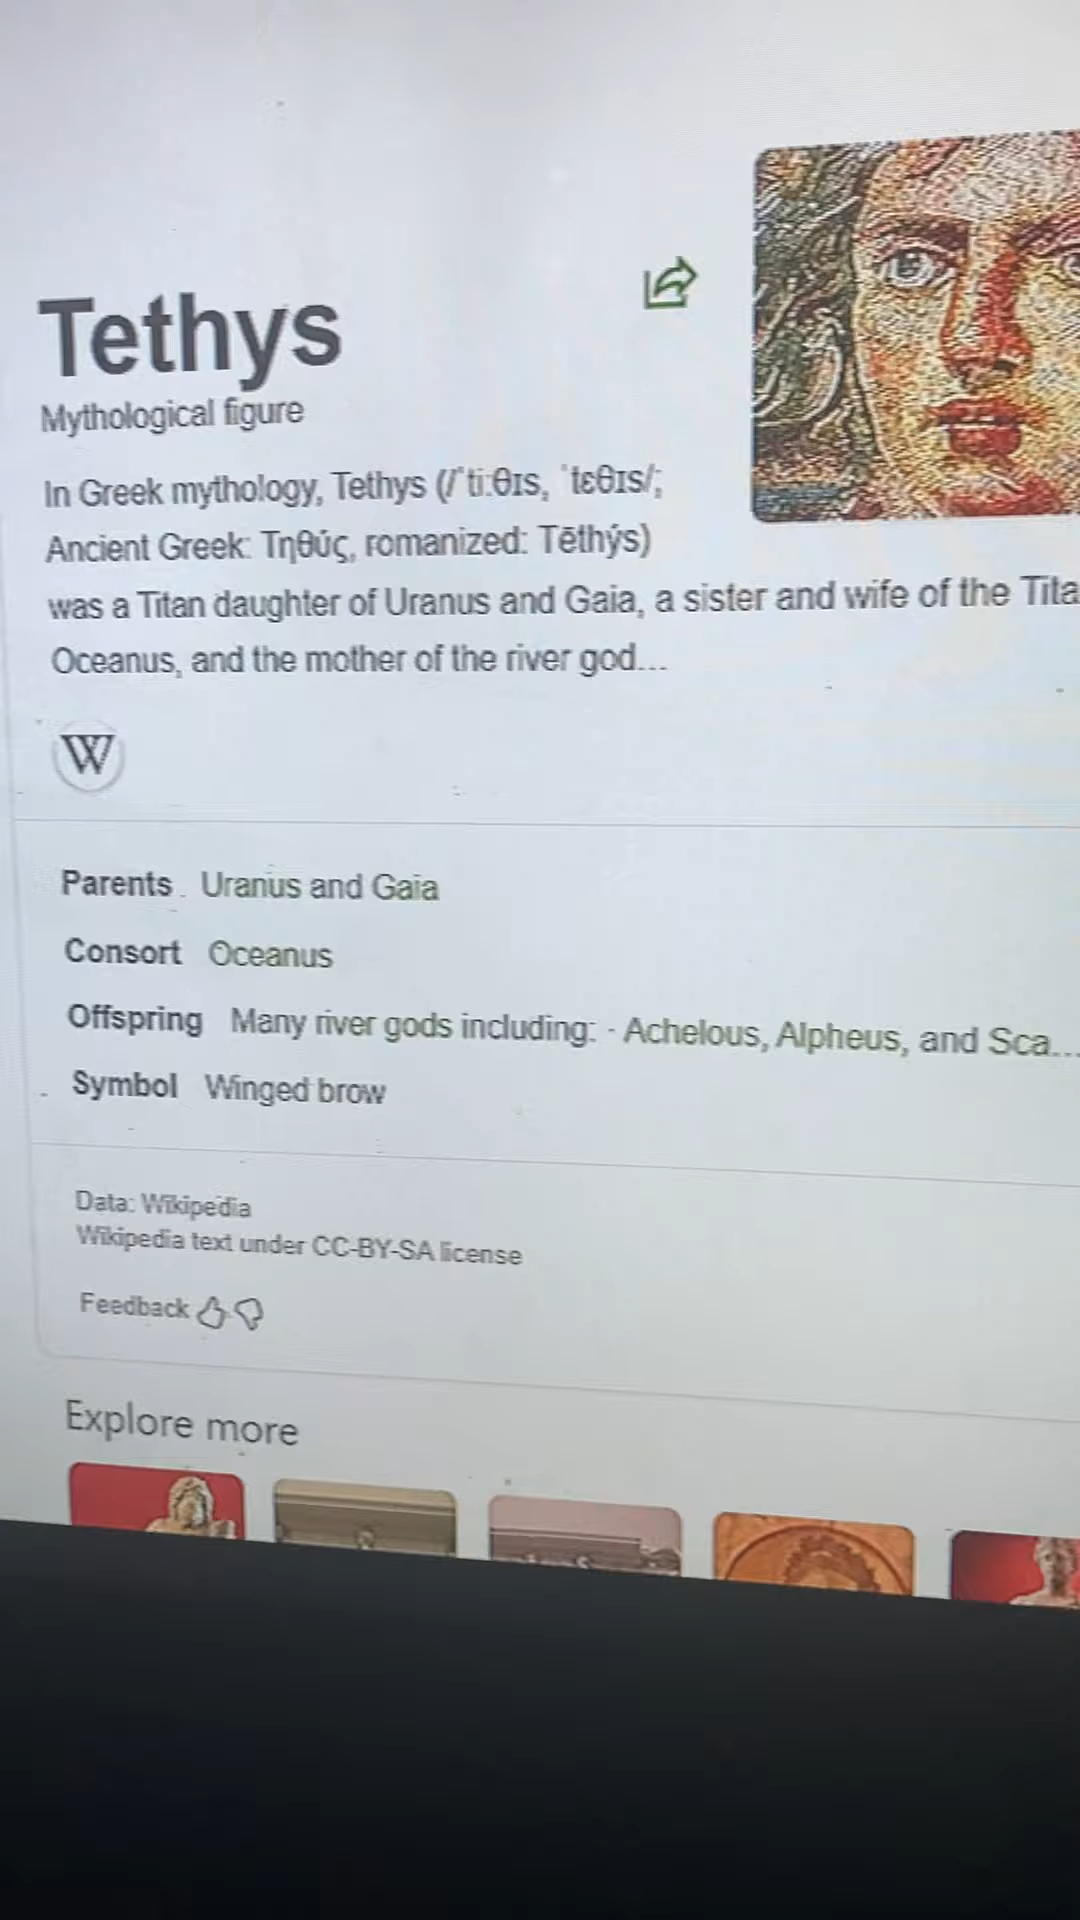 Tethys
Mythological figure
In Greek mythology, Tethys (/ˈtiːθɪs, ˈtɛθɪs/;
Ancient Greek: Τηθύς, romanized: Tēthýs)
was a Titan daughter of Uranus and Gaia, a sister and wife of the Tita
Oceanus, and the mother of the river god...
W
Parents Uranus and Gaia
Consort Oceanus
Offspring Many river gods including: · Achelous, Alpheus, and Sca...
Symbol Winged brow
Data: Wikipedia
Wikipedia text under CC-BY-SA license
Feedback
Explore more